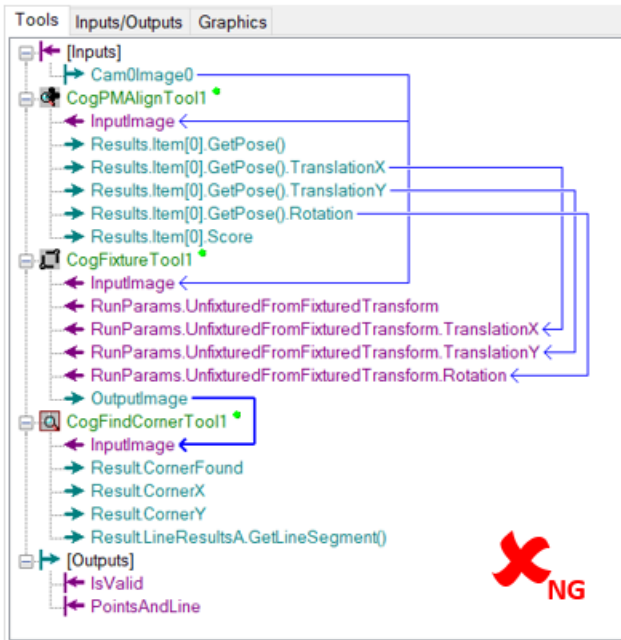 Tools Inputs/Outputs Graphics
[Inputs]
Cam0Image0
CogPMAlignTool1
InputImage
Results.Item[0].GetPose()
Results.Item[0].GetPose().TranslationX
Results.Item[0].GetPose().TranslationY
Results.Item[0].GetPose().Rotation
Results.Item[0].Score
CogFixtureTool1
InputImage
RunParams.UnfixturedFromFixturedTransform
RunParams.UnfixturedFromFixturedTransform.TranslationX
RunParams.UnfixturedFromFixturedTransform.TranslationY
RunParams.UnfixturedFromFixturedTransform.Rotation
OutputImage
CogFindCornerTool1
InputImage
Result.CornerFound
Result.CornerX
Result.CornerY
Result.LineResultsA.GetLineSegment()
[Outputs]
IsValid
NG
PointsAndLine